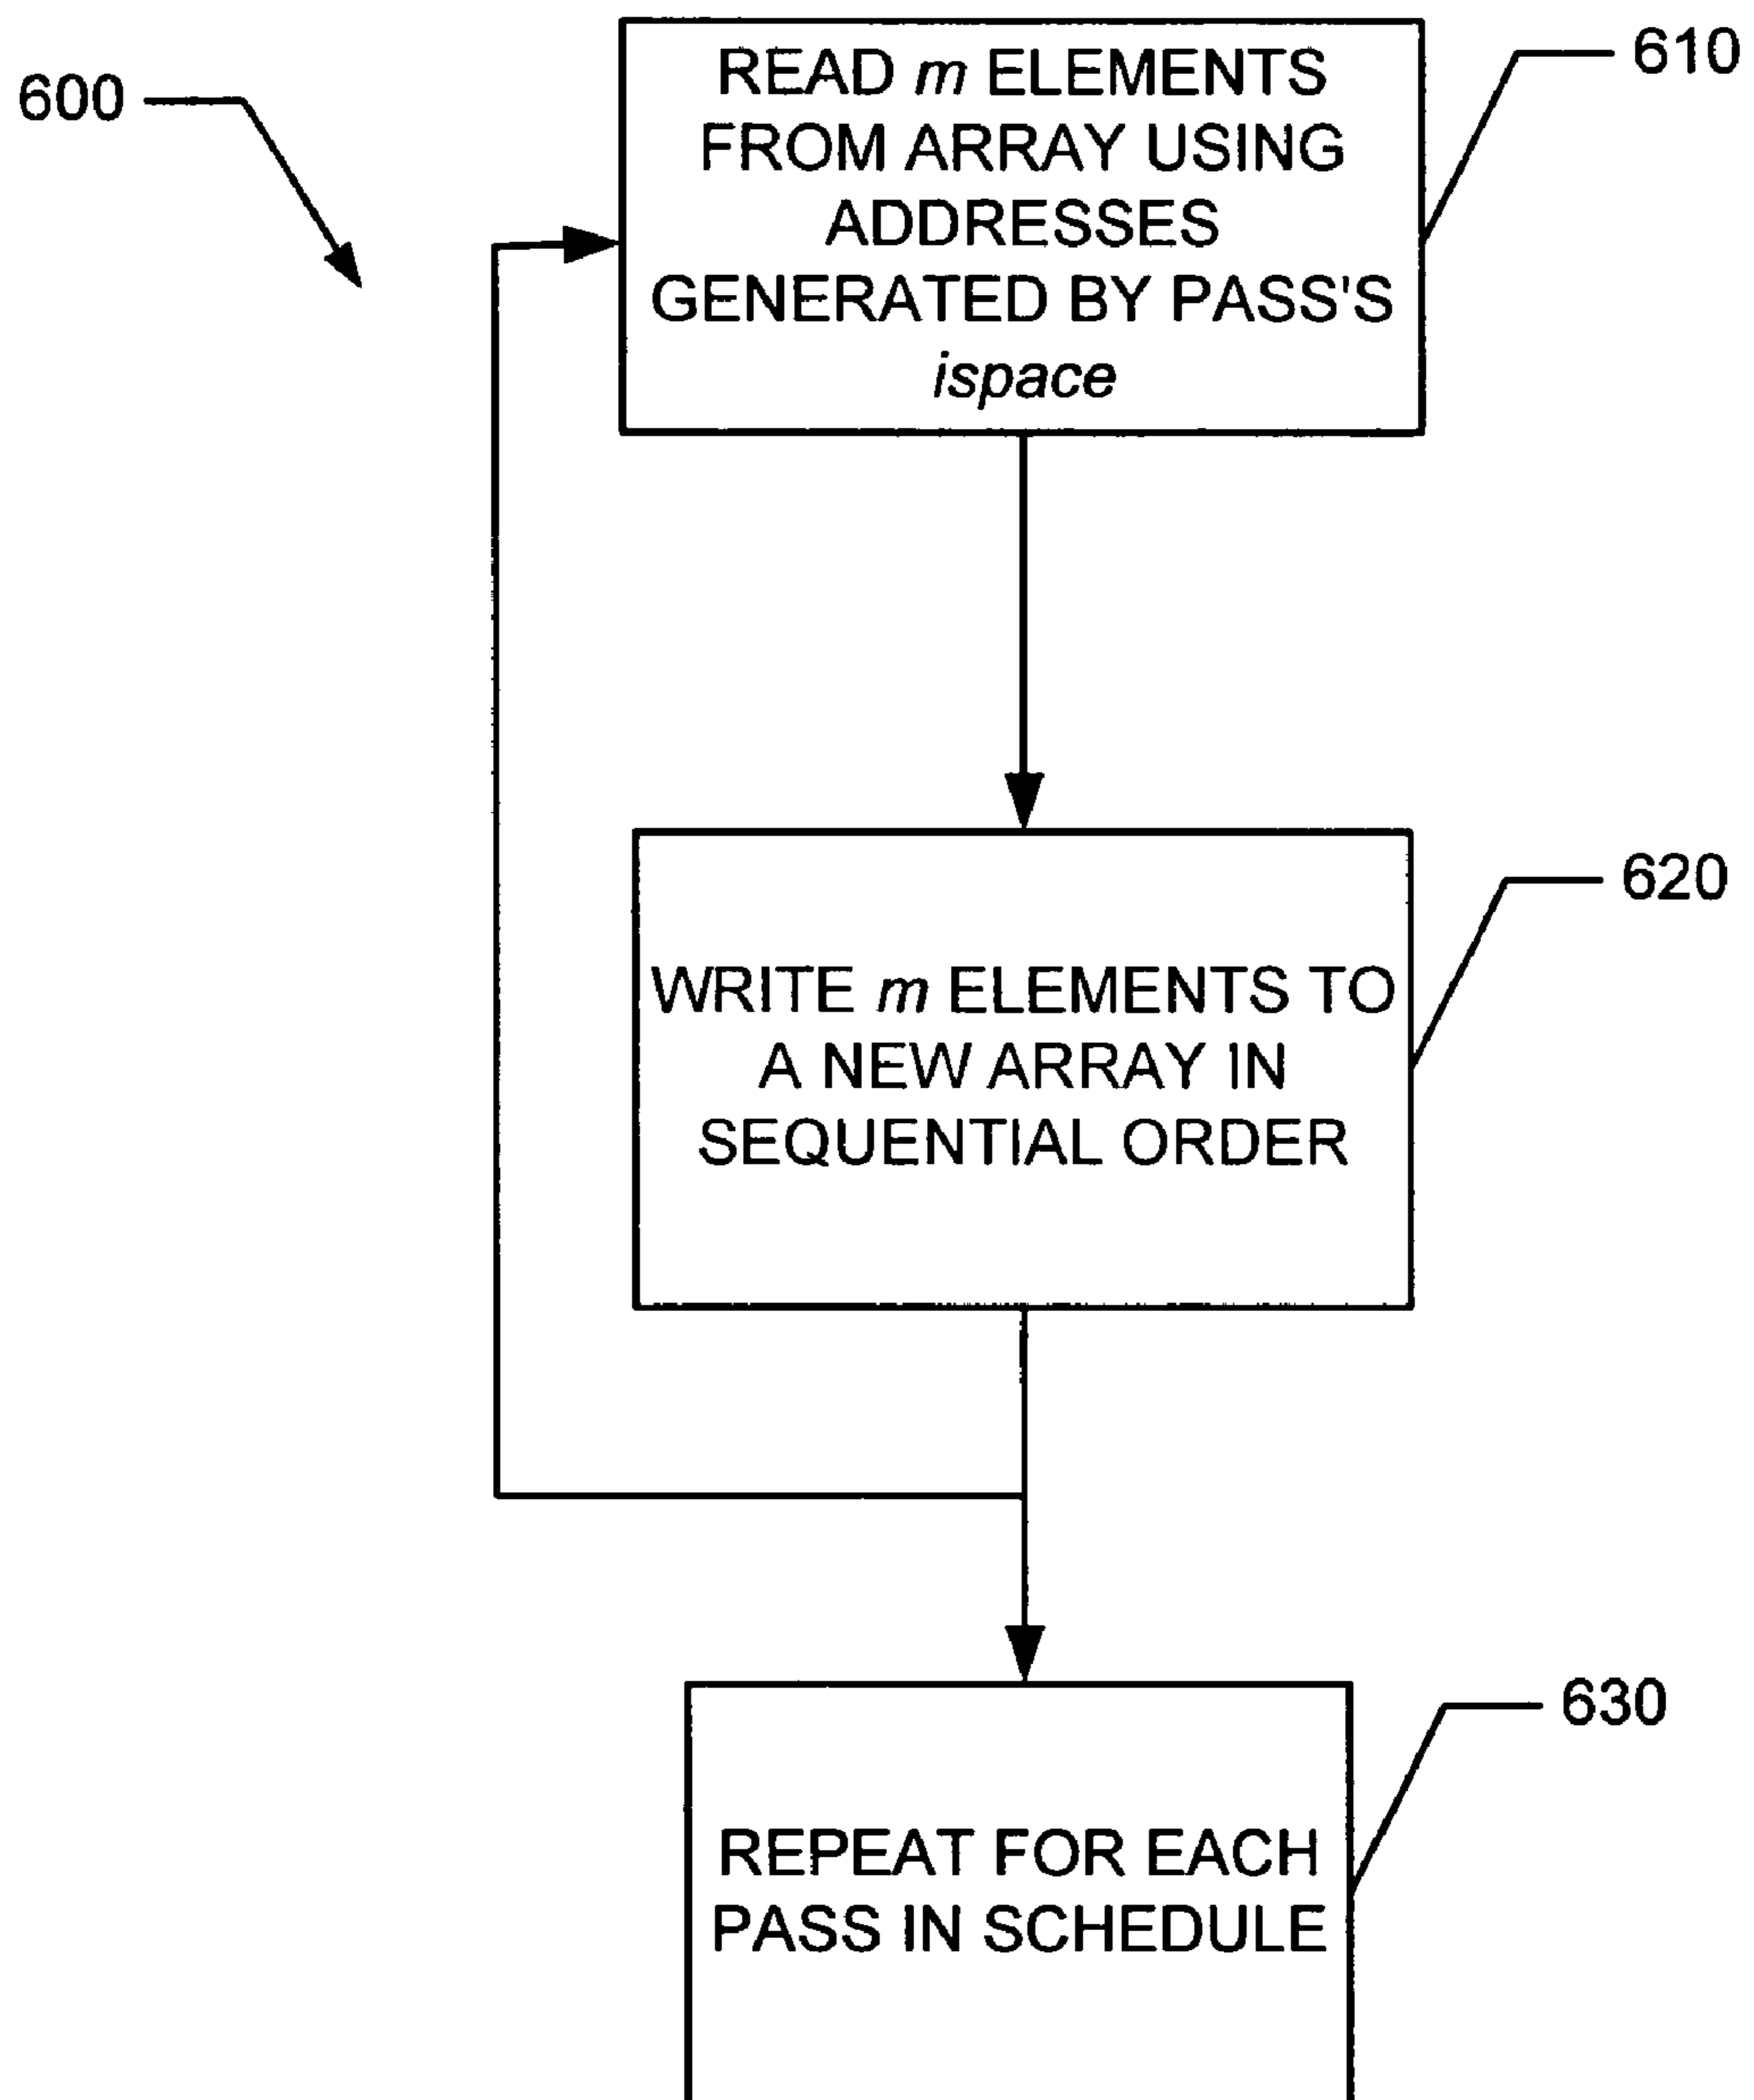 600
610
READ m ELEMENTS
FROM ARRAY USING
ADDRESSES
GENERATED BY PASS'S
ispace
620
WRITE m ELEMENTS TO
A NEW ARRAY IN
SEQUENTIAL ORDER
630
REPEAT FOR EACH
PASS IN SCHEDULE